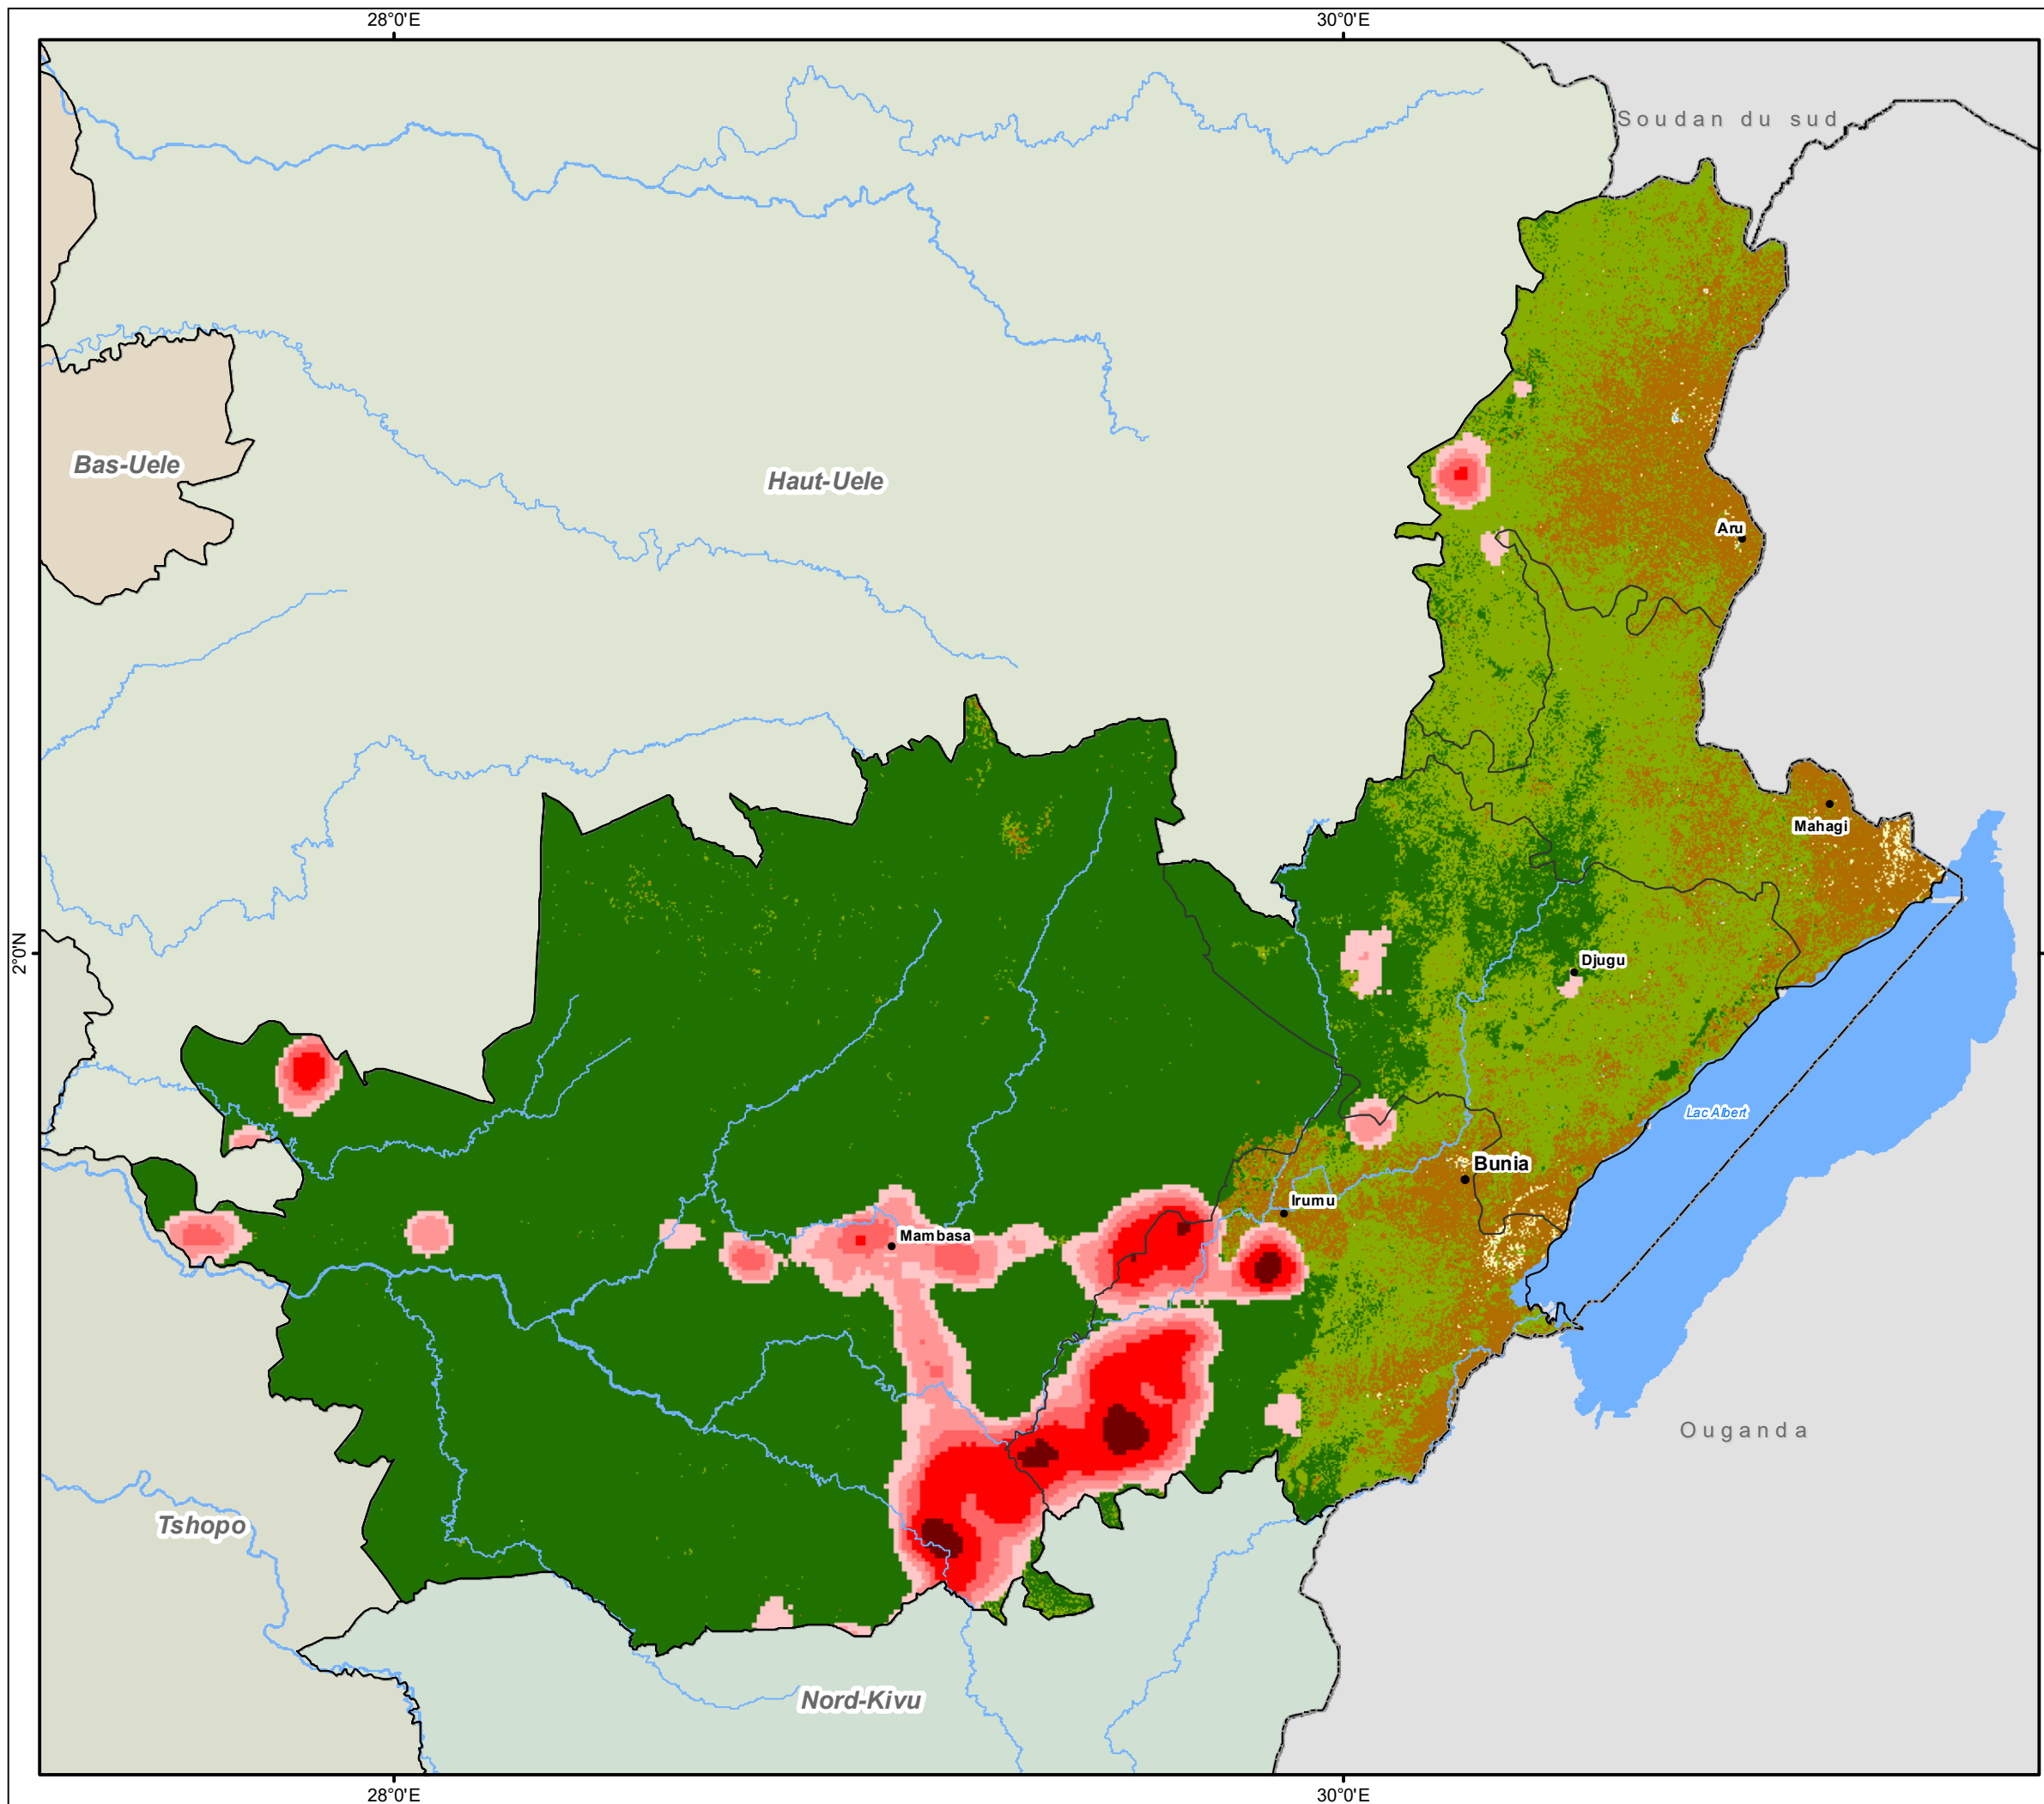 28°0'E
30°0'E
Soudan du sud
Bas-Uele
Haut-Uele
Aru
Mahagi
2°0'N
Djugu
Lac Albert
Bunia
Irumu
Mambasa
Ouganda
Tshopo
Nord-Kivu
28°0'E
30°0'E